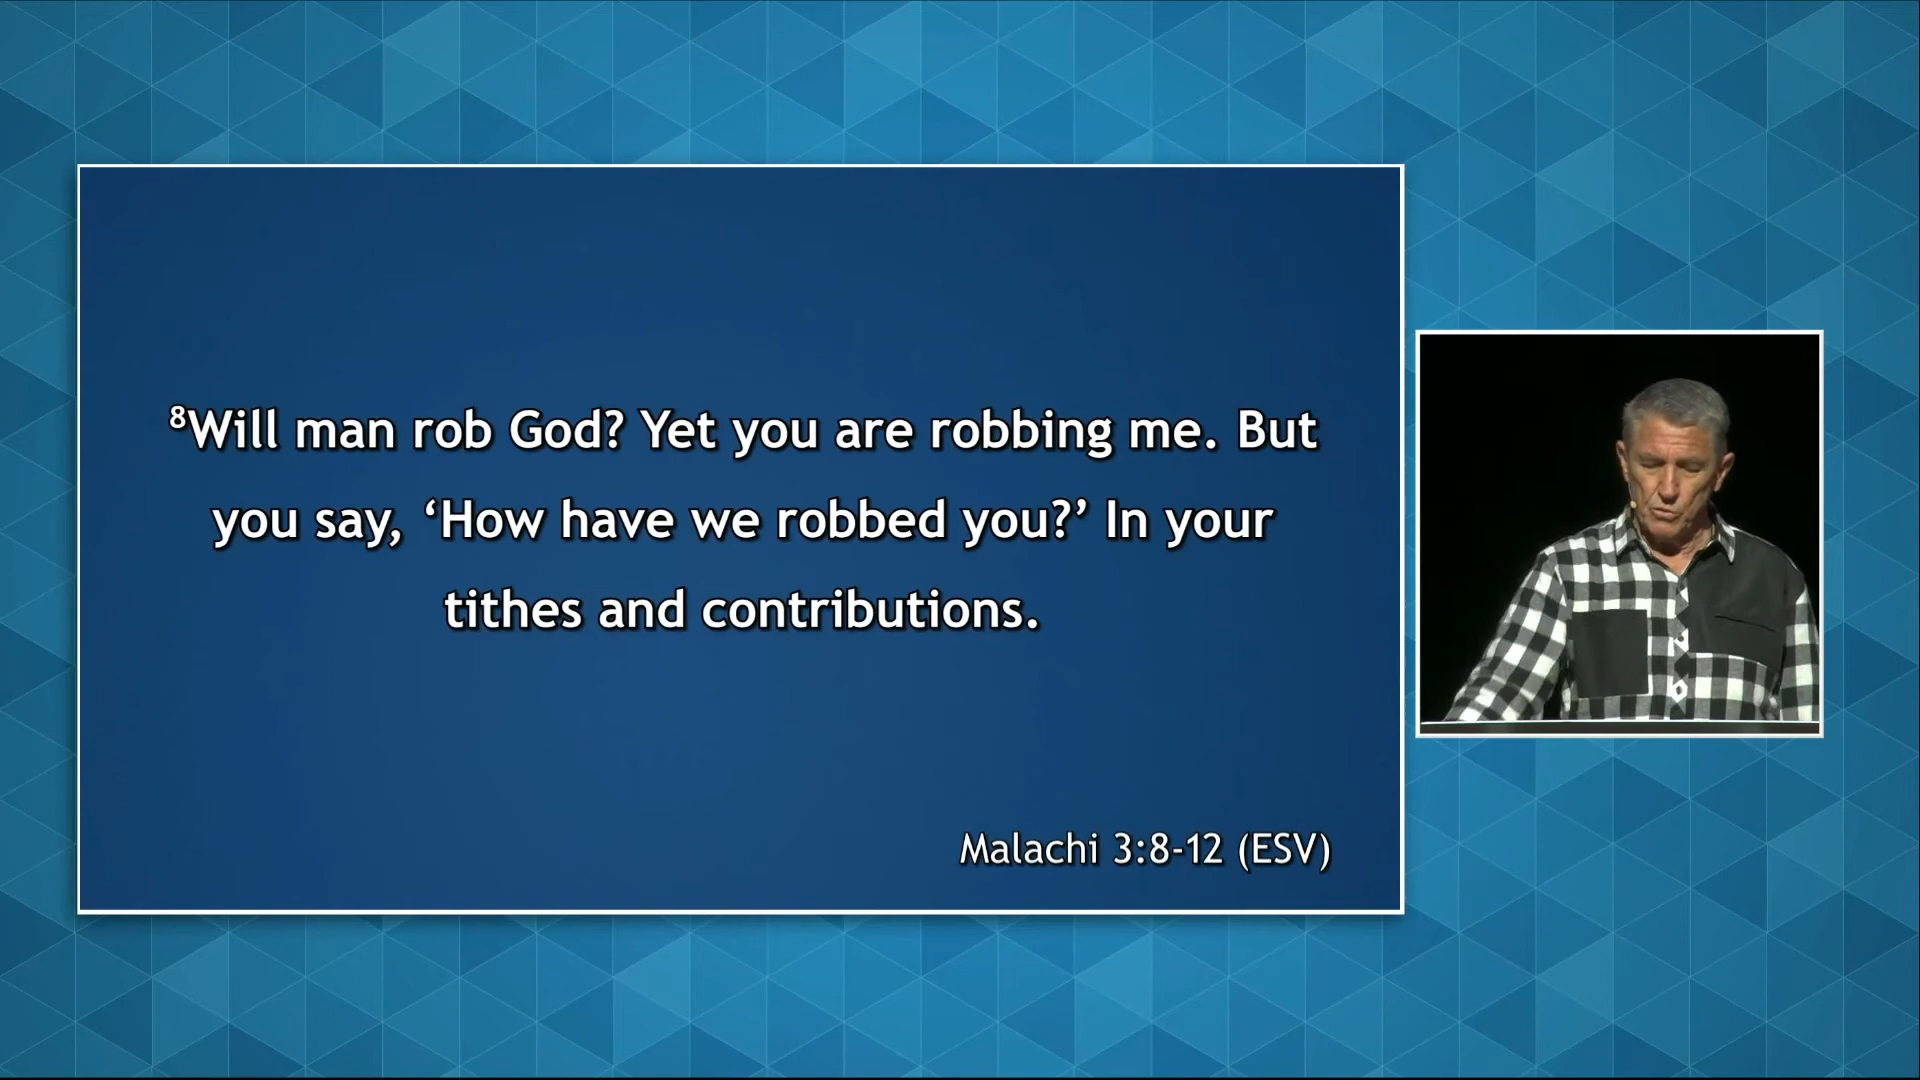 ⁸Will man rob God? Yet you are robbing me. But
you say, ‘How have we robbed you?’ In your
tithes and contributions.
Malachi 3:8-12 (ESV)